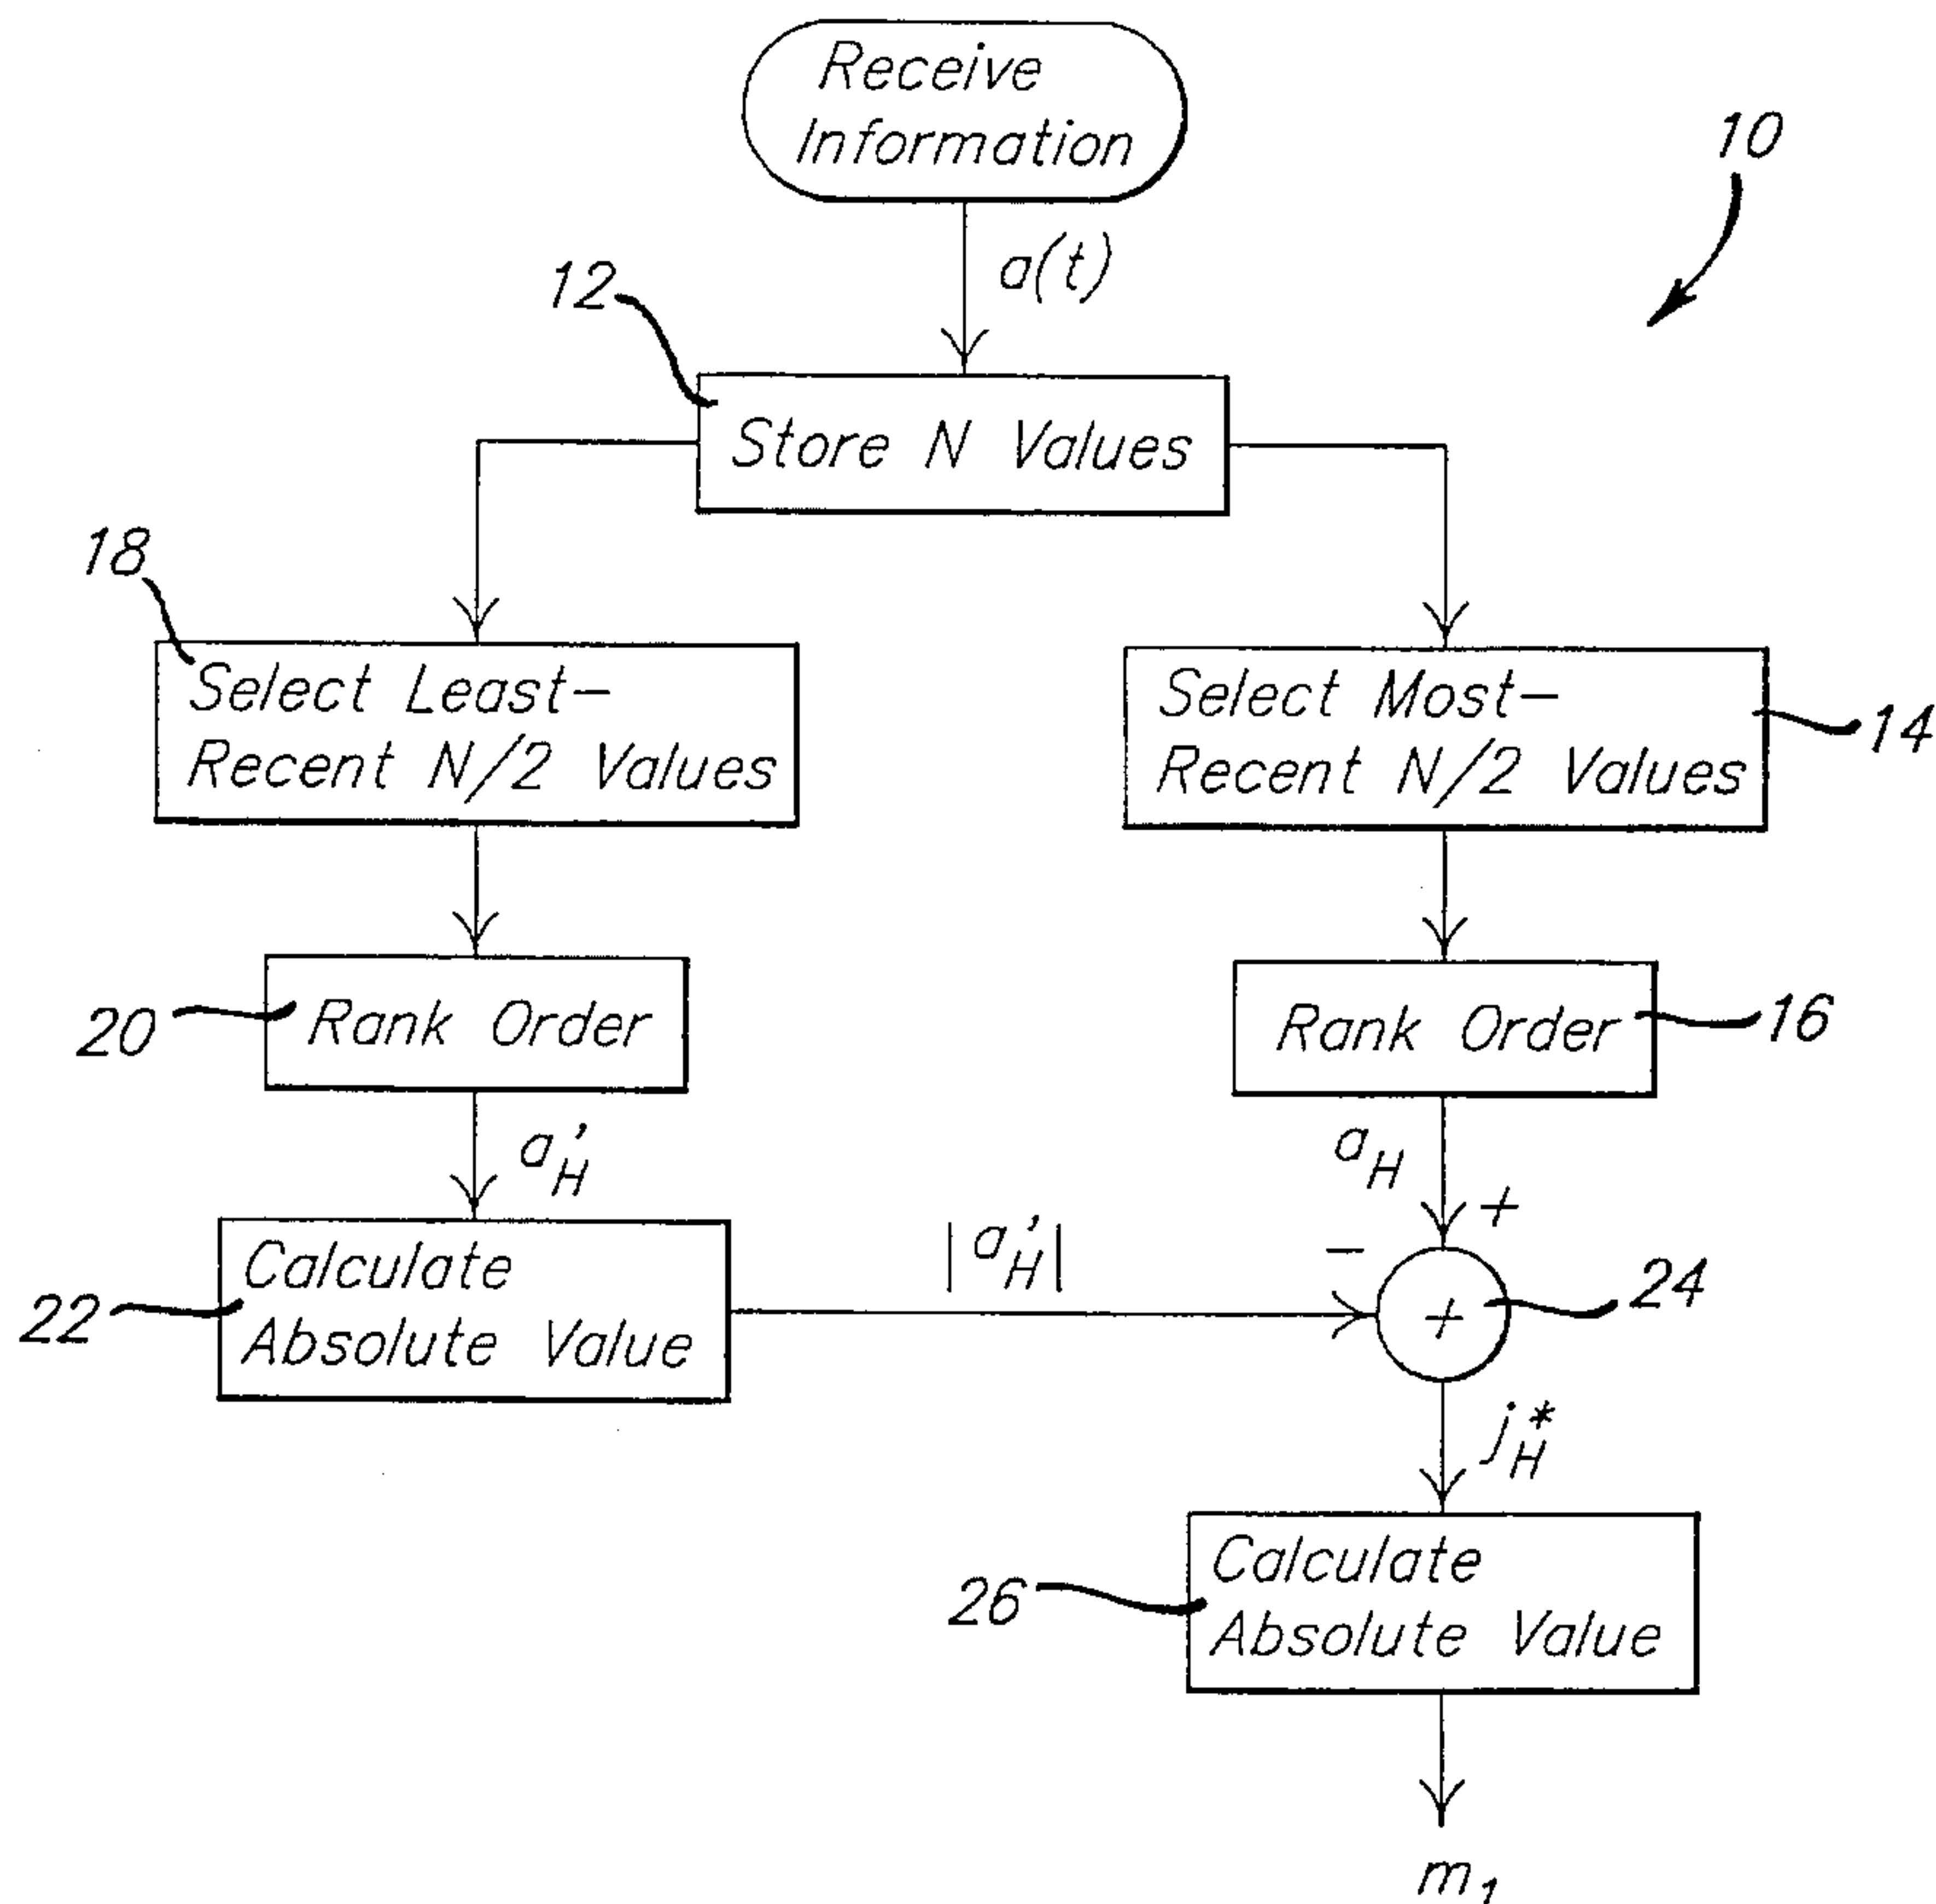 Receive
Information
10
a(t)
12
Store N Values
18
Select Least-
Recent N/2 Values
Select Most-
Recent N/2 Values
14
20
Rank Order
Rank Order
16
a'H
aH
+
22
Calculate
Absolute Value
|a'H|
-
+
24
j*H
26
Calculate
Absolute Value
m1